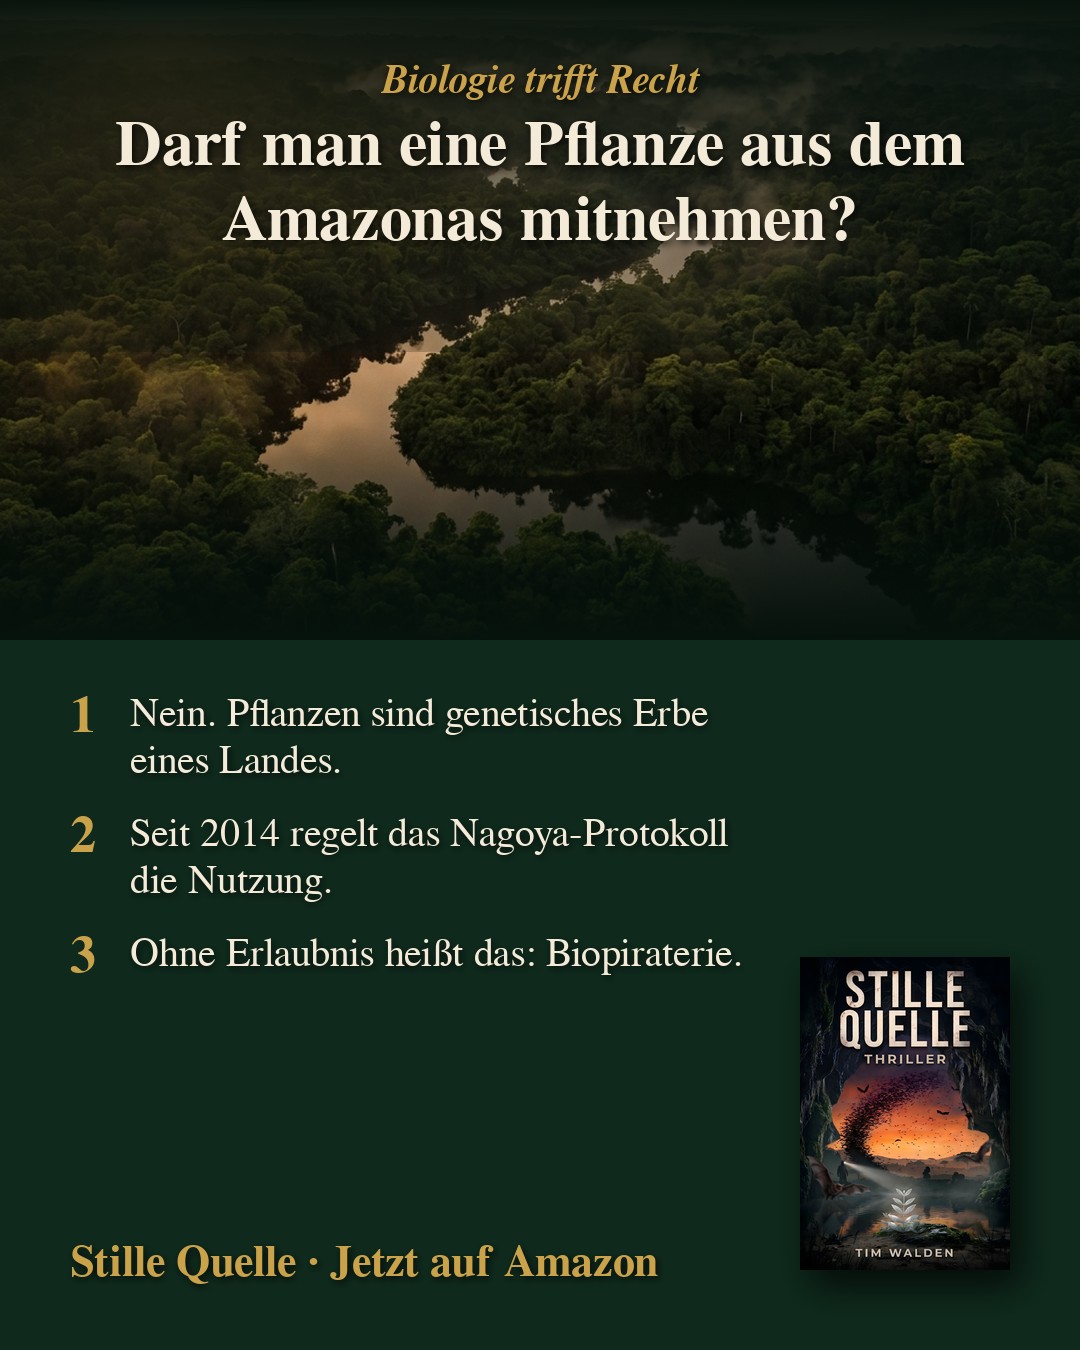 Biologie trifft Recht
Darf man eine Pflanze aus dem
Amazonas mitnehmen?
1 Nein. Pflanzen sind genetisches Erbe
eines Landes.
2 Seit 2014 regelt das Nagoya-Protokoll
die Nutzung.
3 Ohne Erlaubnis heißt das: Biopiraterie.
STILLE
QUELLE
THRILLER
TIM WALDEN
Stille Quelle · Jetzt auf Amazon